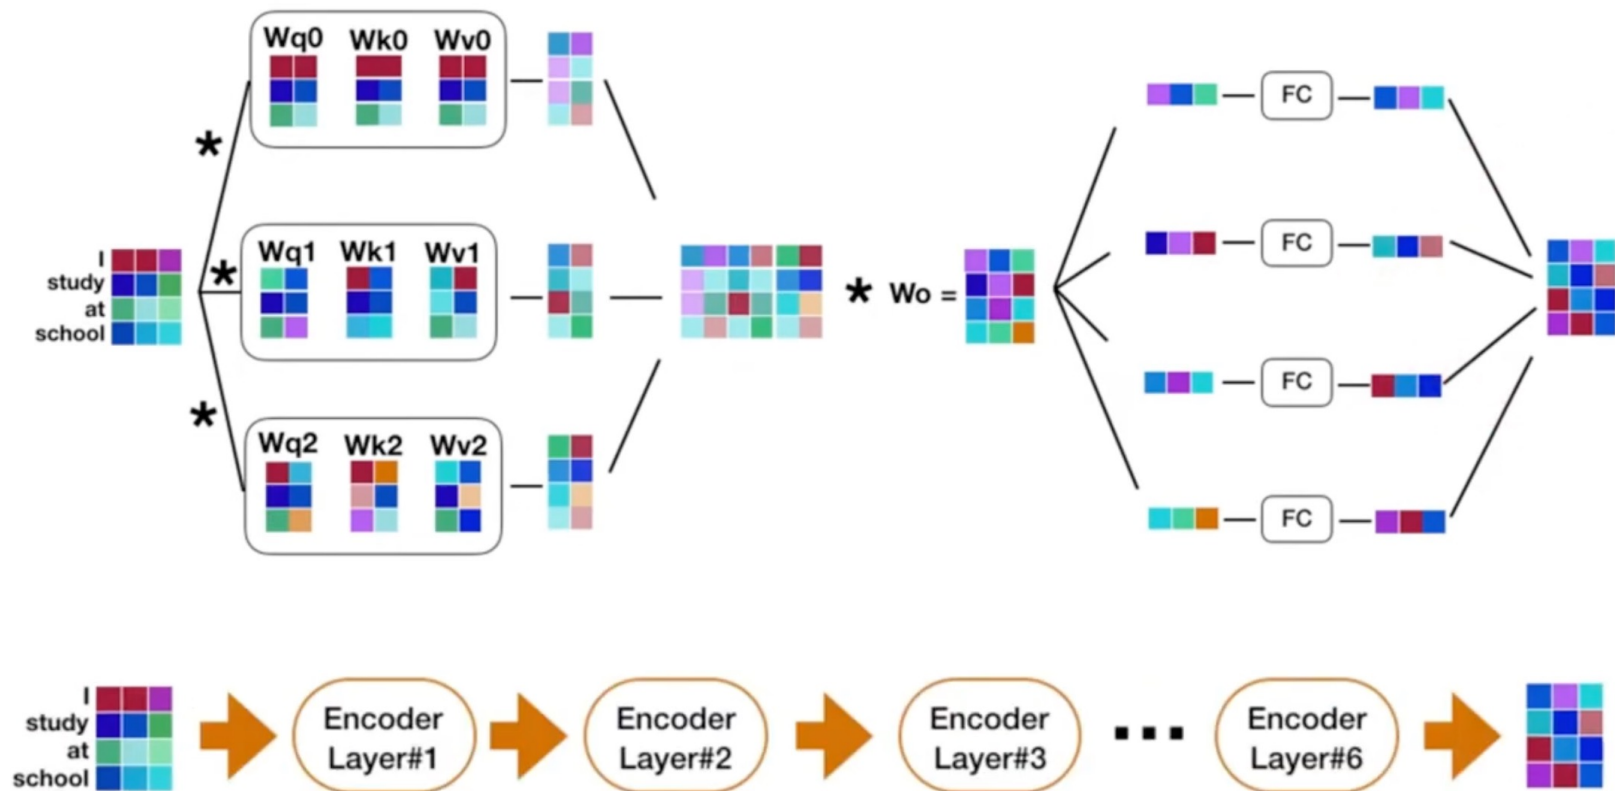 Wq0 Wk0 Wv0
*
I
study
at
school
*
Wq1 Wk1 Wv1
*
Wq2 Wk2 Wv2
* Wo =
FC
FC
FC
FC
I
study
at
school
Encoder
Layer#1
Encoder
Layer#2
Encoder
Layer#3
...
Encoder
Layer#6